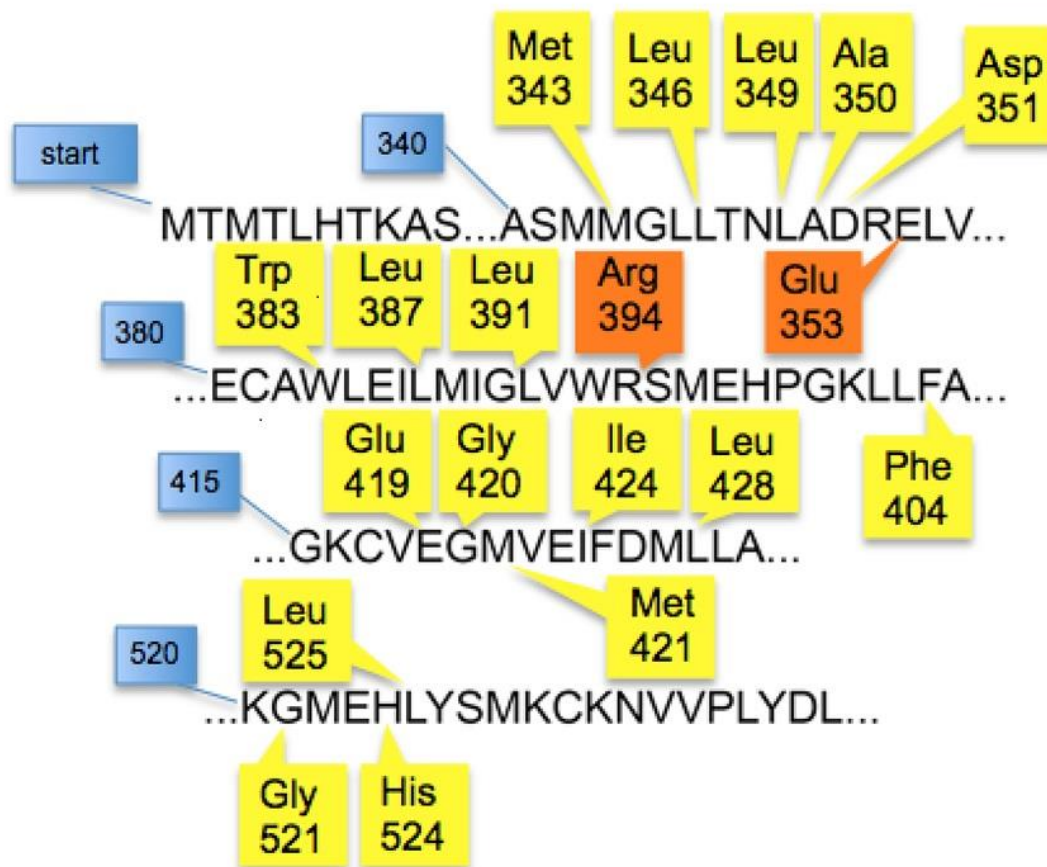 Met 343
Leu 346
Leu 349
Ala 350
Asp 351
start
340
MTMTLHTKAS...ASMMGLLTNLADRELV...
Trp 383
Leu 387
Leu 391
Arg 394
Glu 353
380
...ECAWLEILMIGLVWRSMEHPGKLLFA...
Glu 419
Gly 420
Ile 424
Leu 428
Phe 404
415
...GKCVEGMVEIFDMLLA...
Leu 525
Met 421
520
...KGMEHLYSMKCKNVVPLYDL...
Gly 521
His 524